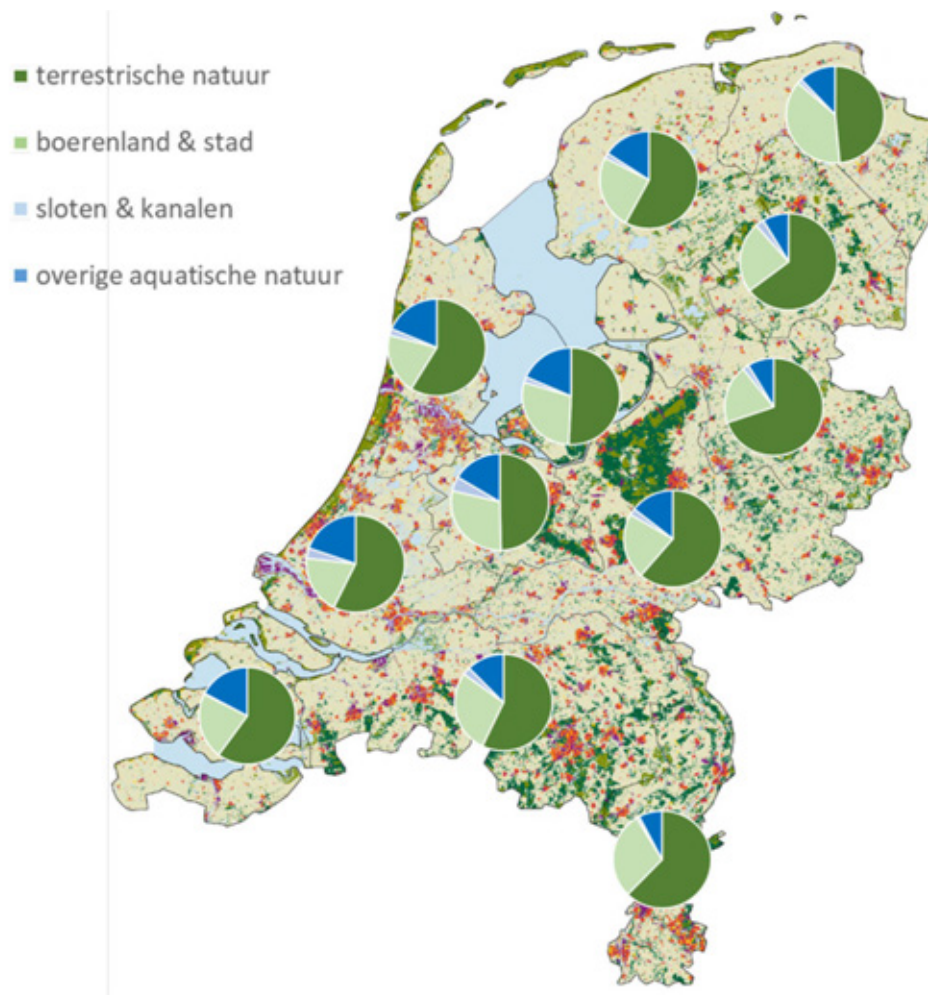 terrestrische natuur
boerenland & stad
sloten & kanalen
overige aquatische natuur